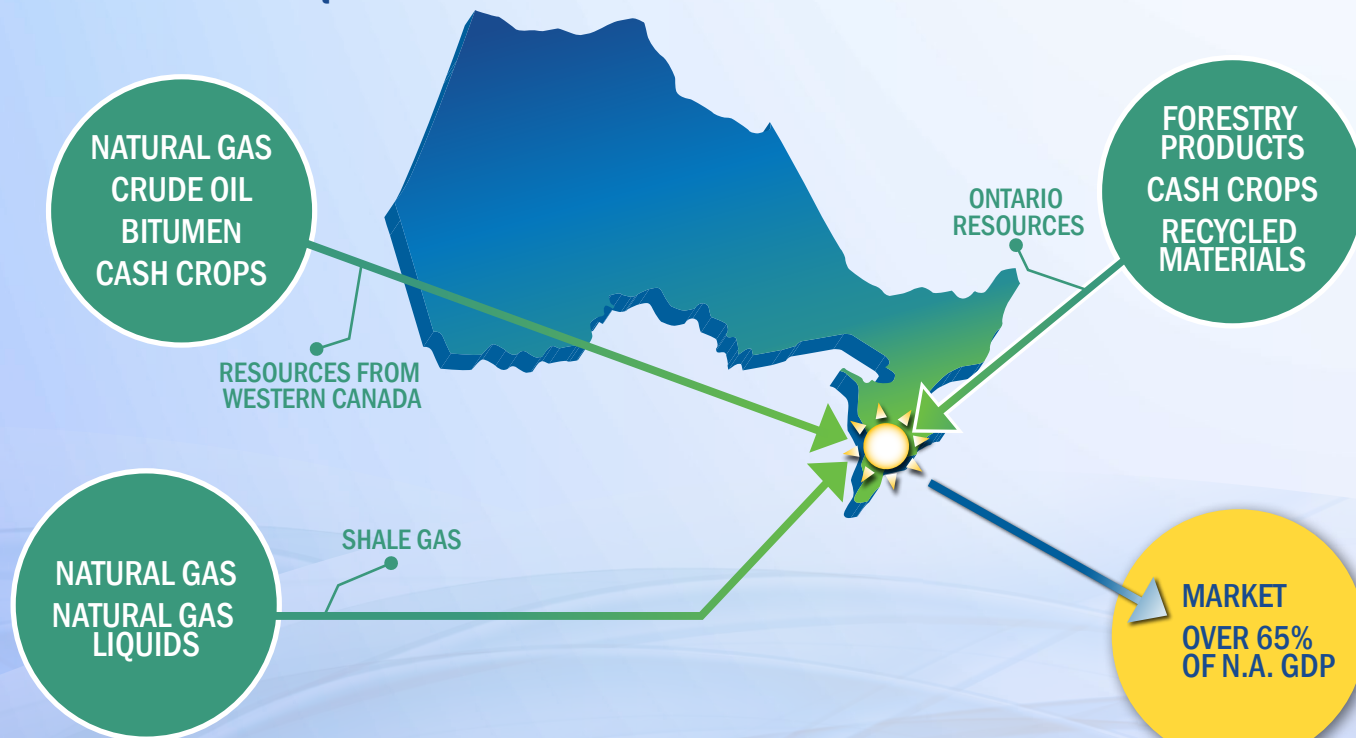 NATURAL GAS
CRUDE OIL
BITUMEN
CASH CROPS
RESOURCES FROM
WESTERN CANADA
ONTARIO
RESOURCES
FORESTRY
PRODUCTS
CASH CROPS
RECYCLED
MATERIALS
NATURAL GAS
NATURAL GAS
LIQUIDS
SHALE GAS
MARKET
OVER 65%
OF N.A. GDP